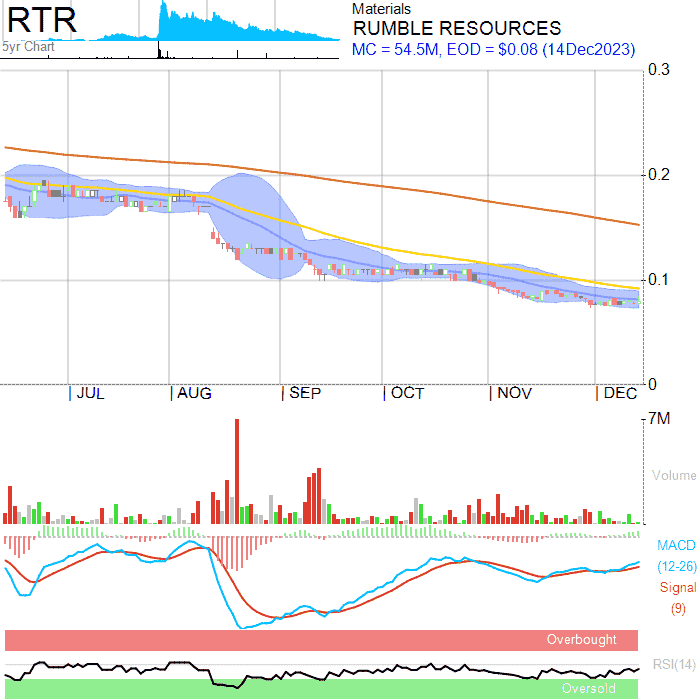 RTR
5yr Chart
Materials
RUMBLE RESOURCES
MC = 54.5M, EOD = $0.08 (14Dec2023)
0.3
0.2
0.1
0
JUL AUG SEP OCT NOV DEC
7M
Volume
MACD
(12-26)
Signal
(9)
Overbought
RSI(14)
Oversold